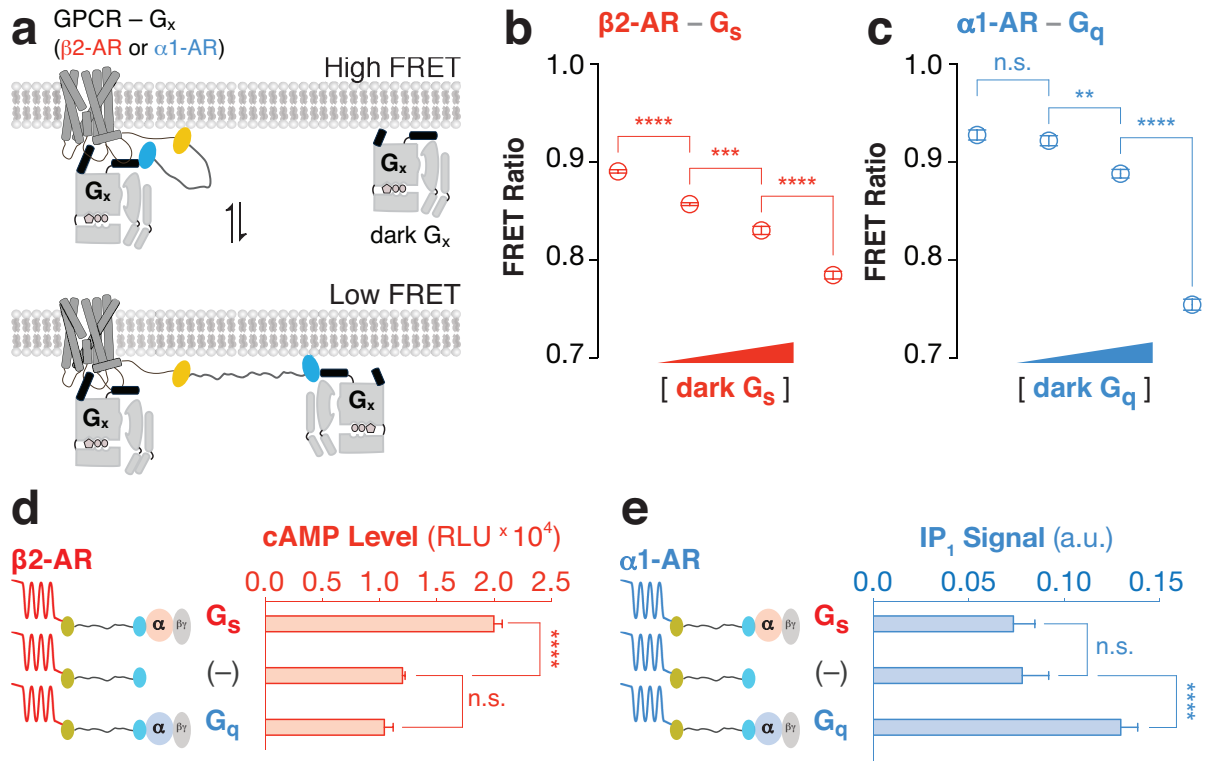 a
GPCR – Gx
(β2-AR or α1-AR)
High FRET
Gx
Gx
dark Gx
Low FRET
Gx
Gx
b
β2-AR – Gs
FRET Ratio
1.0
0.9
0.8
0.7
****
***
****
[ dark Gs ]
c
α1-AR – Gq
FRET Ratio
1.0
0.9
0.8
0.7
n.s.
**
****
[ dark Gq ]
d
β2-AR
cAMP Level (RLU x 10^4)
0.0 0.5 1.0 1.5 2.0 2.5
α βγ Gs
(–)
α βγ Gq
****
n.s.
e
α1-AR
IP1 Signal (a.u.)
0.0 0.05 0.10 0.15
α βγ Gs
(–)
α βγ Gq
n.s.
****